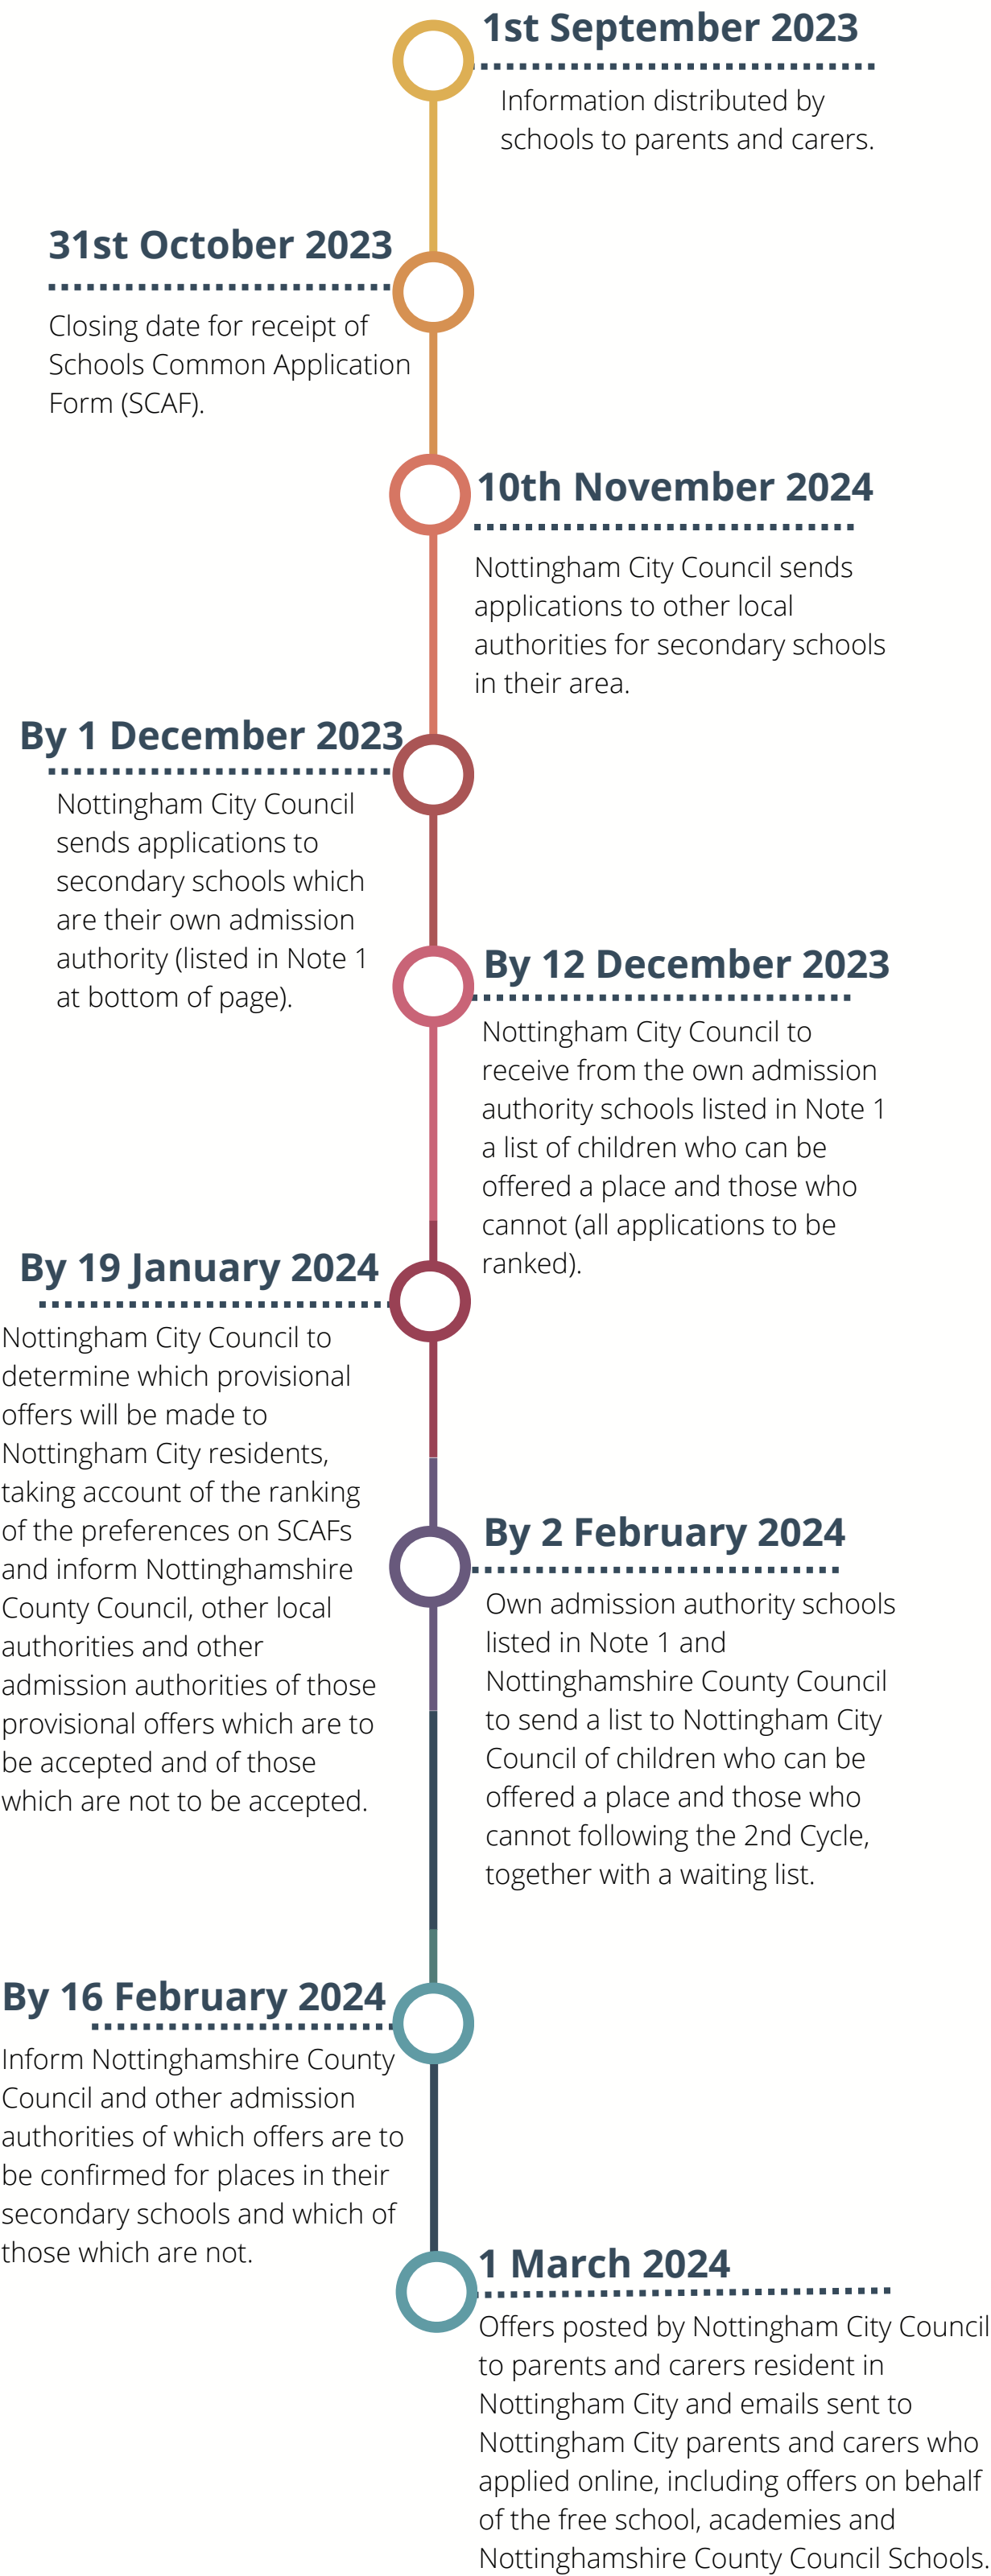 1st September 2023
Information distributed by
schools to parents and carers.
31st October 2023
Closing date for receipt of
Schools Common Application
Form (SCAF).
10th November 2024
Nottingham City Council sends
applications to other local
authorities for secondary schools
in their area.
By 1 December 2023
Nottingham City Council
sends applications to
secondary schools which
are their own admission
authority (listed in Note 1
at bottom of page).
By 12 December 2023
Nottingham City Council to
receive from the own admission
authority schools listed in Note 1
a list of children who can be
offered a place and those who
cannot (all applications to be
ranked).
By 19 January 2024
Nottingham City Council to
determine which provisional
offers will be made to
Nottingham City residents,
taking account of the ranking
of the preferences on SCAFs
and inform Nottinghamshire
County Council, other local
authorities and other
admission authorities of those
provisional offers which are to
be accepted and of those
which are not to be accepted.
By 2 February 2024
Own admission authority schools
listed in Note 1 and
Nottinghamshire County Council
to send a list to Nottingham City
Council of children who can be
offered a place and those who
cannot following the 2nd Cycle,
together with a waiting list.
By 16 February 2024
Inform Nottinghamshire County
Council and other admission
authorities of which offers are to
be confirmed for places in their
secondary schools and which of
those which are not.
1 March 2024
Offers posted by Nottingham City Council
to parents and carers resident in
Nottingham City and emails sent to
Nottingham City parents and carers who
applied online, including offers on behalf
of the free school, academies and
Nottinghamshire County Council Schools.